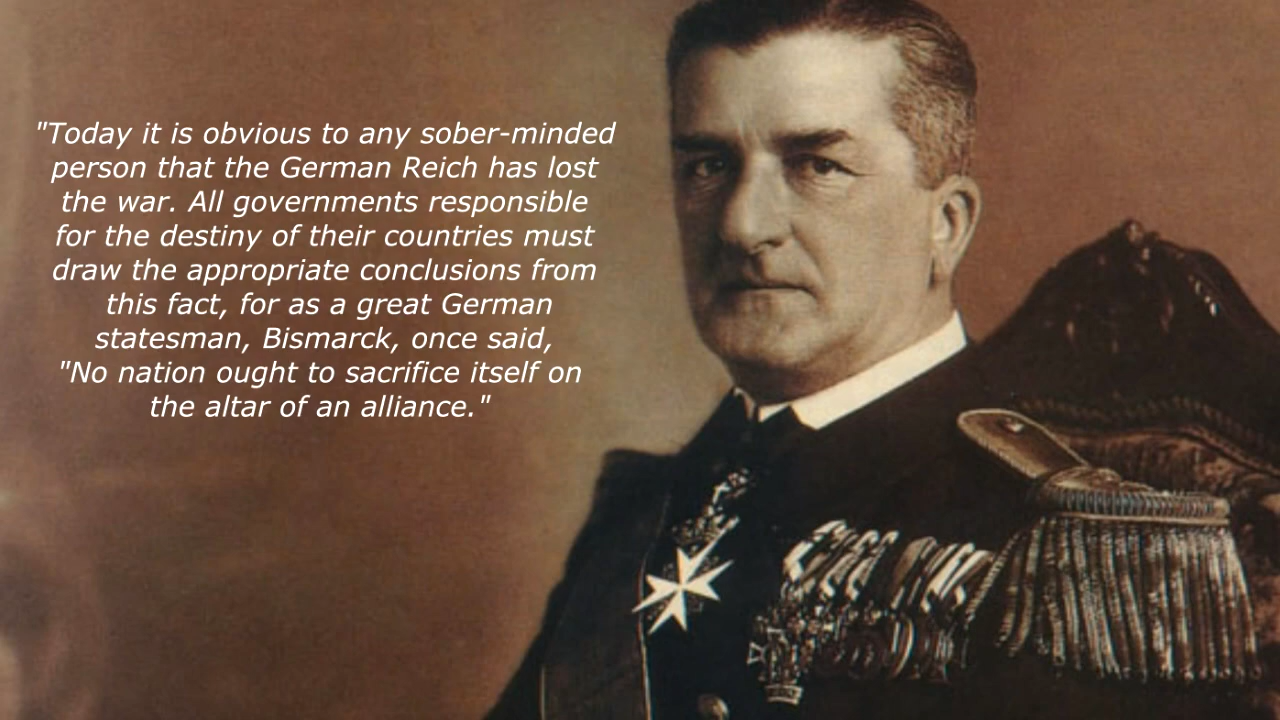 "Today it is obvious to any sober-minded
person that the German Reich has lost
the war. All governments responsible
for the destiny of their countries must
draw the appropriate conclusions from
this fact, for as a great German
statesman, Bismarck, once said,
"No nation ought to sacrifice itself on
the altar of an alliance."